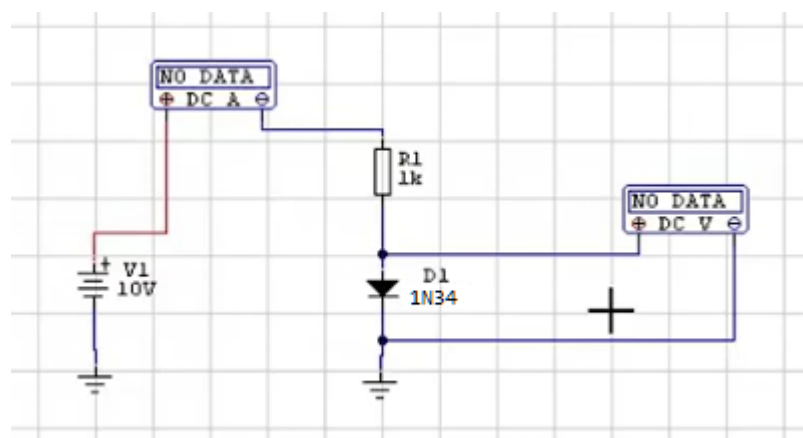 NO DATA
DC A
R1
1k
NO DATA
DC V
V1
10V
D1
1N34